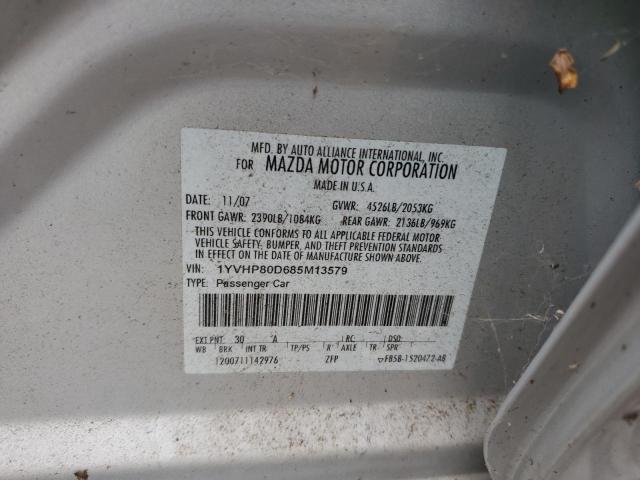 MFD. BY AUTO ALLIANCE INTERNATIONAL, INC.
FOR MAZDA MOTOR CORPORATION
MADE IN U.S.A.
DATE: 11/07 GVWR: 4526LB/2053KG
FRONT GAWR: 2390LB/1084KG REAR GAWR: 2136LB/969KG
THIS VEHICLE CONFORMS TO ALL APPLICABLE FEDERAL MOTOR
VEHICLE SAFETY, BUMPER, AND THEFT PREVENTION STANDARDS
IN EFFECT ON THE DATE OF MANUFACTURE SHOWN ABOVE.
VIN: 1YVHP80D685M13579
TYPE: Passenger Car
EXT PNT: 30 A RC: DSO:
WB BRK INT TR TP/PS R AXLE TR SPR
1200711142976 ZFP ▽F85B-1520472-AB